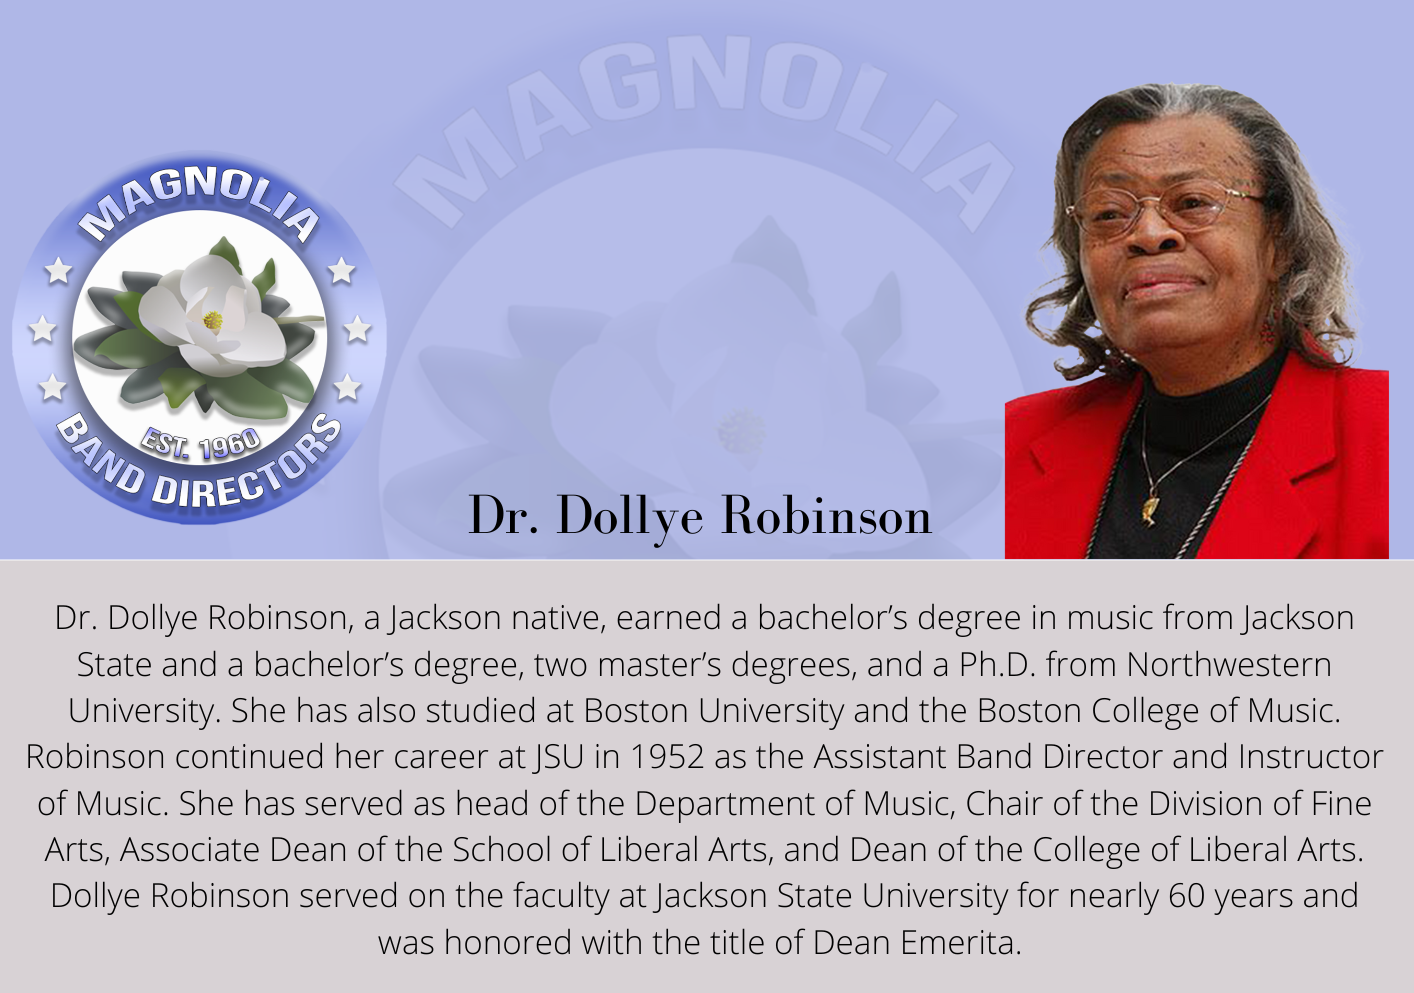 MAGNOLIA
MAGNOLIA
EST. 1960
BAND DIRECTORS
Dr. Dollye Robinson
Dr. Dollye Robinson, a Jackson native, earned a bachelor’s degree in music from Jackson
State and a bachelor’s degree, two master’s degrees, and a Ph.D. from Northwestern
University. She has also studied at Boston University and the Boston College of Music.
Robinson continued her career at JSU in 1952 as the Assistant Band Director and Instructor
of Music. She has served as head of the Department of Music, Chair of the Division of Fine
Arts, Associate Dean of the School of Liberal Arts, and Dean of the College of Liberal Arts.
Dollye Robinson served on the faculty at Jackson State University for nearly 60 years and
was honored with the title of Dean Emerita.